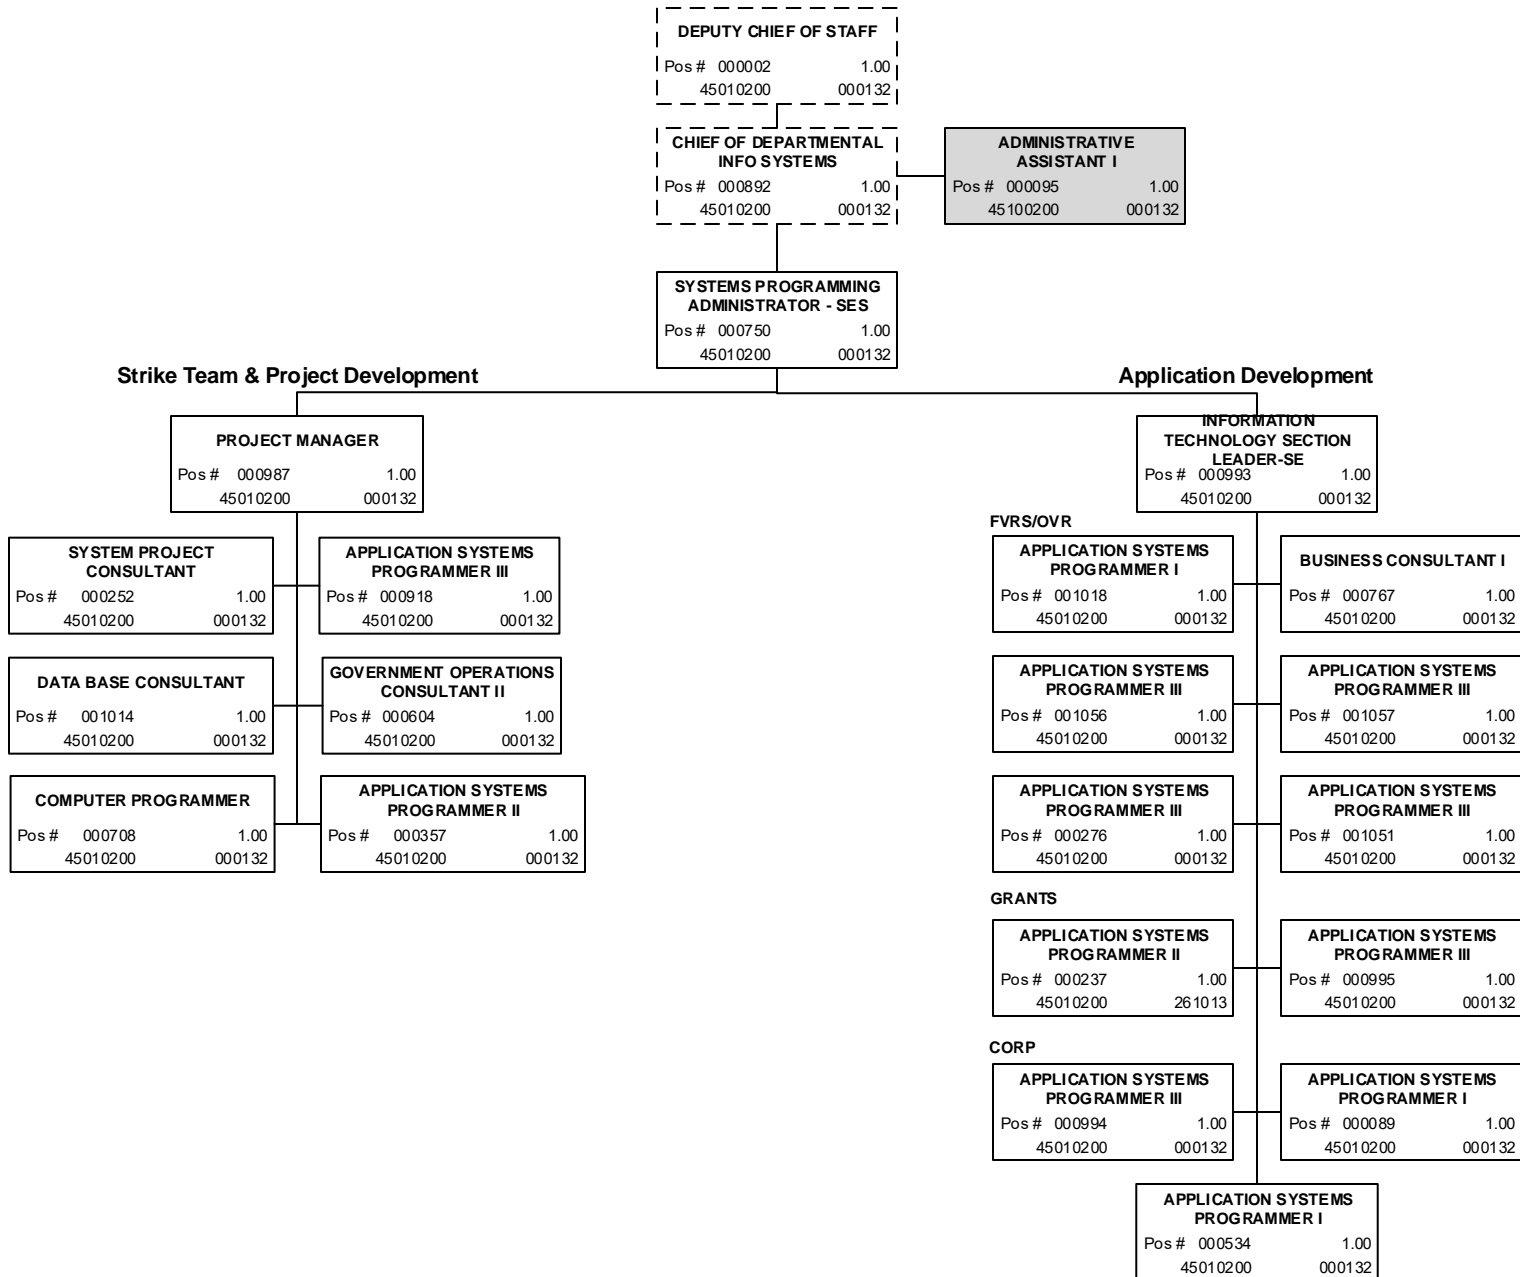 DEPUTY CHIEF OF STAFF
Pos # 000002 1.00
45010200 000132
CHIEF OF DEPARTMENTAL
INFO SYSTEMS
Pos # 000892 1.00
45010200 000132
ADMINISTRATIVE
ASSISTANT I
Pos # 000095 1.00
45100200 000132
SYSTEMS PROGRAMMING
ADMINISTRATOR - SES
Pos # 000750 1.00
45010200 000132
Strike Team & Project Development
PROJECT MANAGER
Pos # 000987 1.00
45010200 000132
SYSTEM PROJECT
CONSULTANT
Pos # 000252 1.00
45010200 000132
APPLICATION SYSTEMS
PROGRAMMER III
Pos # 000918 1.00
45010200 000132
DATA BASE CONSULTANT
Pos # 001014 1.00
45010200 000132
GOVERNMENT OPERATIONS
CONSULTANT II
Pos # 000604 1.00
45010200 000132
COMPUTER PROGRAMMER
Pos # 000708 1.00
45010200 000132
APPLICATION SYSTEMS
PROGRAMMER II
Pos # 000357 1.00
45010200 000132
Application Development
INFORMATION
TECHNOLOGY SECTION
LEADER-SE
Pos # 000993 1.00
45010200 000132
FVRS/OVR
APPLICATION SYSTEMS
PROGRAMMER I
Pos # 001018 1.00
45010200 000132
BUSINESS CONSULTANT I
Pos # 000767 1.00
45010200 000132
APPLICATION SYSTEMS
PROGRAMMER III
Pos # 001056 1.00
45010200 000132
APPLICATION SYSTEMS
PROGRAMMER III
Pos # 001057 1.00
45010200 000132
APPLICATION SYSTEMS
PROGRAMMER III
Pos # 000276 1.00
45010200 000132
APPLICATION SYSTEMS
PROGRAMMER III
Pos # 001051 1.00
45010200 000132
GRANTS
APPLICATION SYSTEMS
PROGRAMMER II
Pos # 000237 1.00
45010200 261013
APPLICATION SYSTEMS
PROGRAMMER III
Pos # 000995 1.00
45010200 000132
CORP
APPLICATION SYSTEMS
PROGRAMMER III
Pos # 000994 1.00
45010200 000132
APPLICATION SYSTEMS
PROGRAMMER I
Pos # 000089 1.00
45010200 000132
APPLICATION SYSTEMS
PROGRAMMER I
Pos # 000534 1.00
45010200 000132